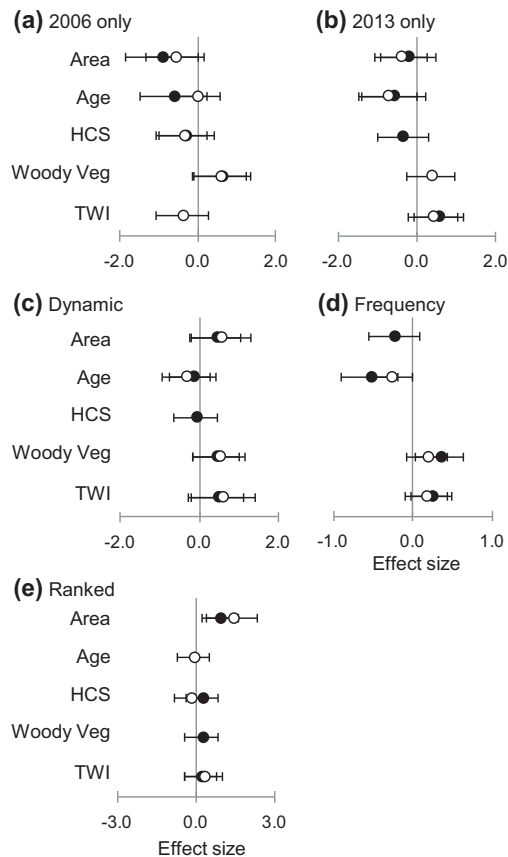 (a) 2006 only
Area
Age
HCS
Woody Veg
TWI
-2.0 0.0 2.0
(b) 2013 only
-2.0 0.0 2.0
(c) Dynamic
Area
Age
HCS
Woody Veg
TWI
-2.0 0.0 2.0
(d) Frequency
-1.0 0.0 1.0
Effect size
(e) Ranked
Area
Age
HCS
Woody Veg
TWI
-3.0 0.0 3.0
Effect size